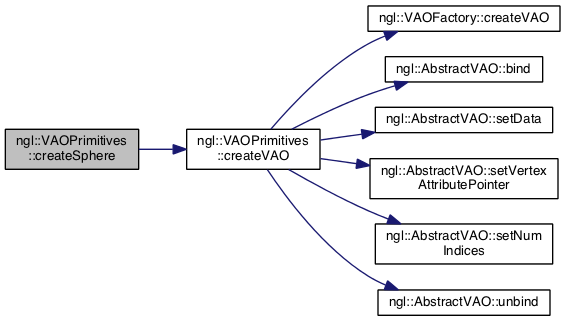 ngl::VAOPrimitives
::createSphere
ngl::VAOPrimitives
::createVAO
ngl::VAOFactory::createVAO
ngl::AbstractVAO::bind
ngl::AbstractVAO::setData
ngl::AbstractVAO::setVertex
AttributePointer
ngl::AbstractVAO::setNum
Indices
ngl::AbstractVAO::unbind